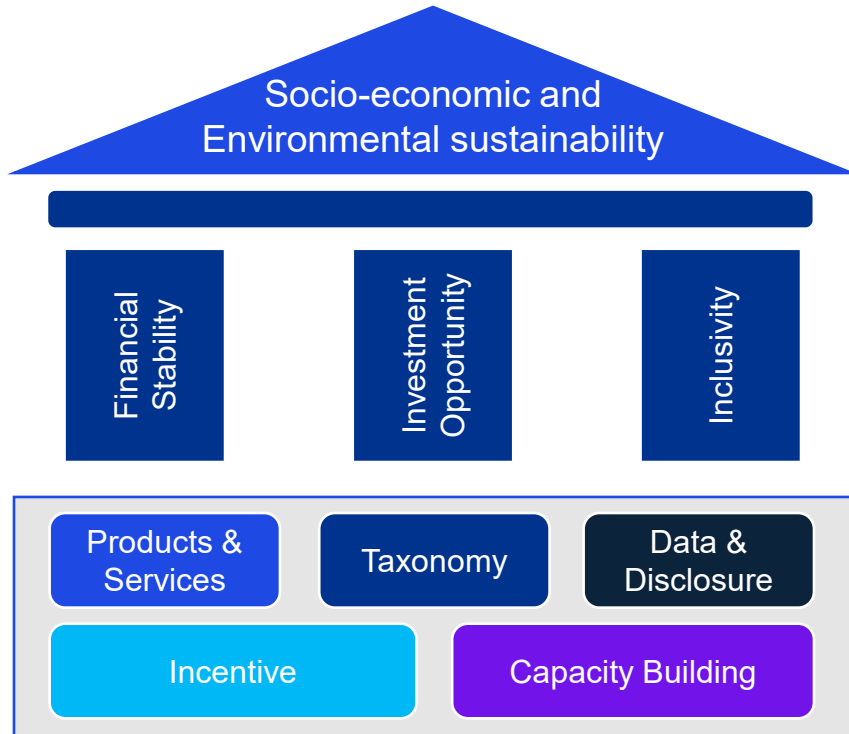 Socio-economic and
Environmental sustainability
Financial
Stability
Investment
Opportunity
Inclusivity
Products &
Services
Taxonomy
Data &
Disclosure
Incentive
Capacity Building